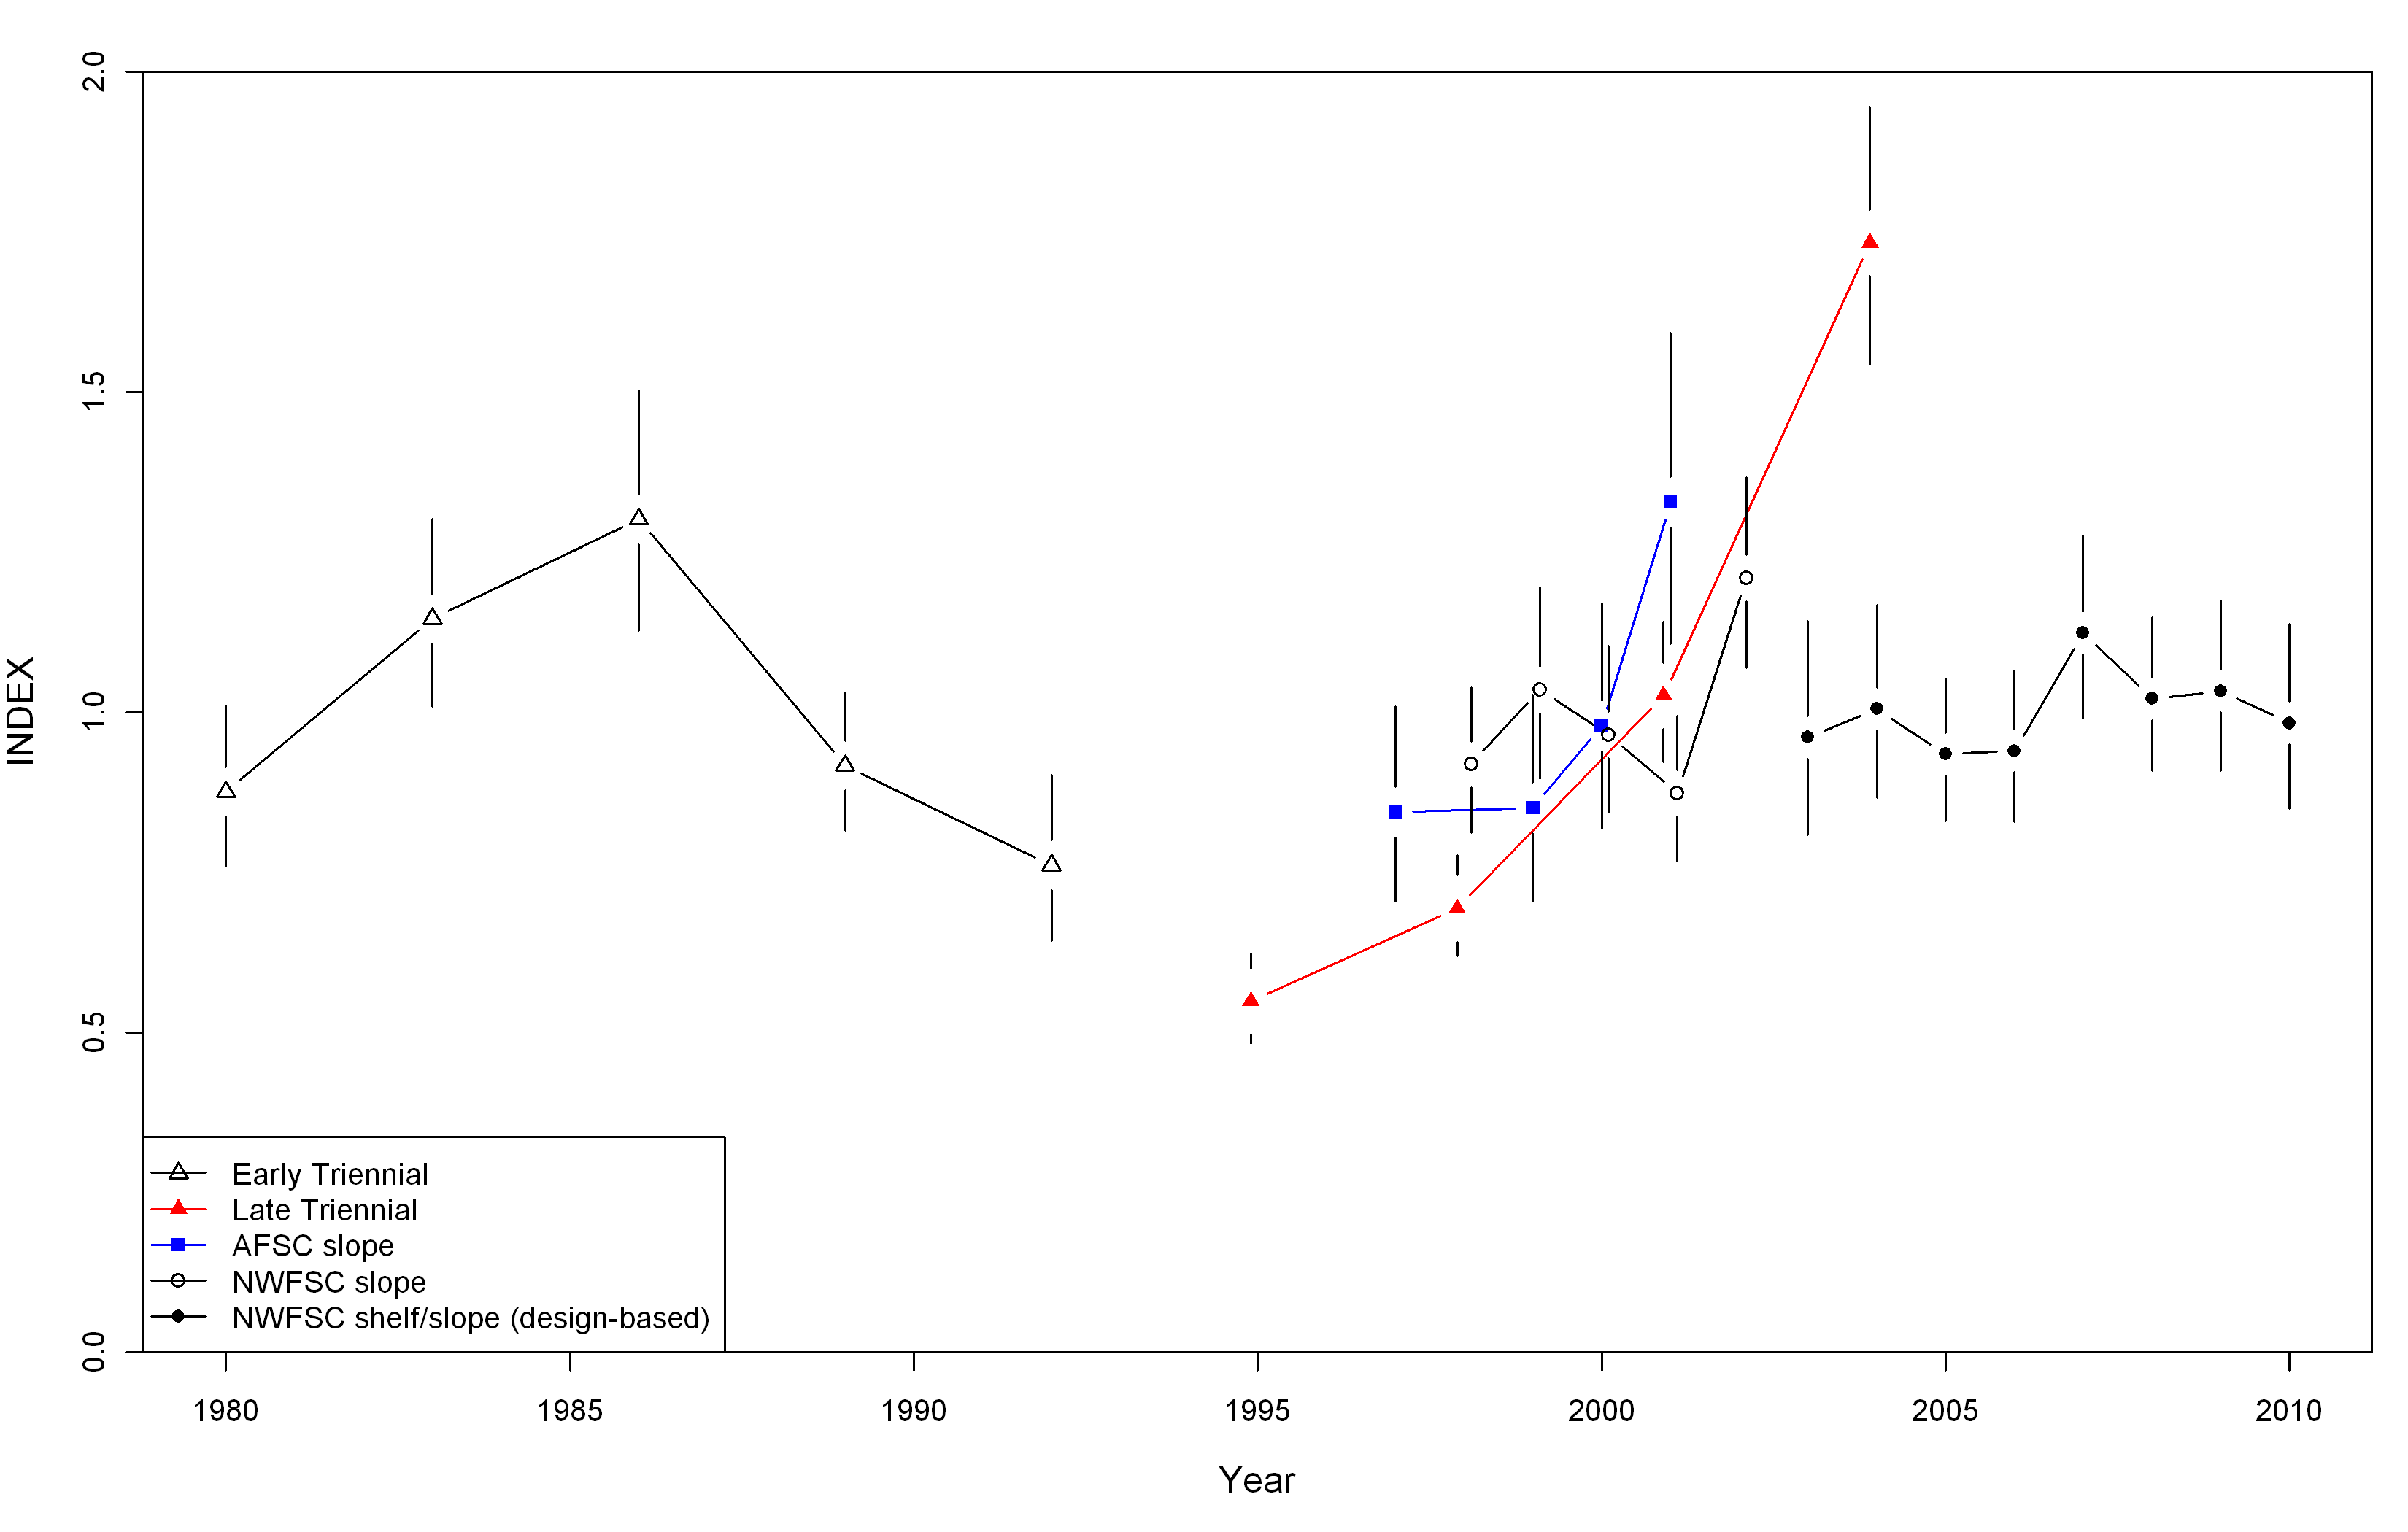 2.0
1.5
1.0
0.5
0.0
INDEX
Early Triennial
Late Triennial
AFSC slope
NWFSC slope
NWFSC shelf/slope (design-based)
1980 1985 1990 1995 2000 2005 2010
Year